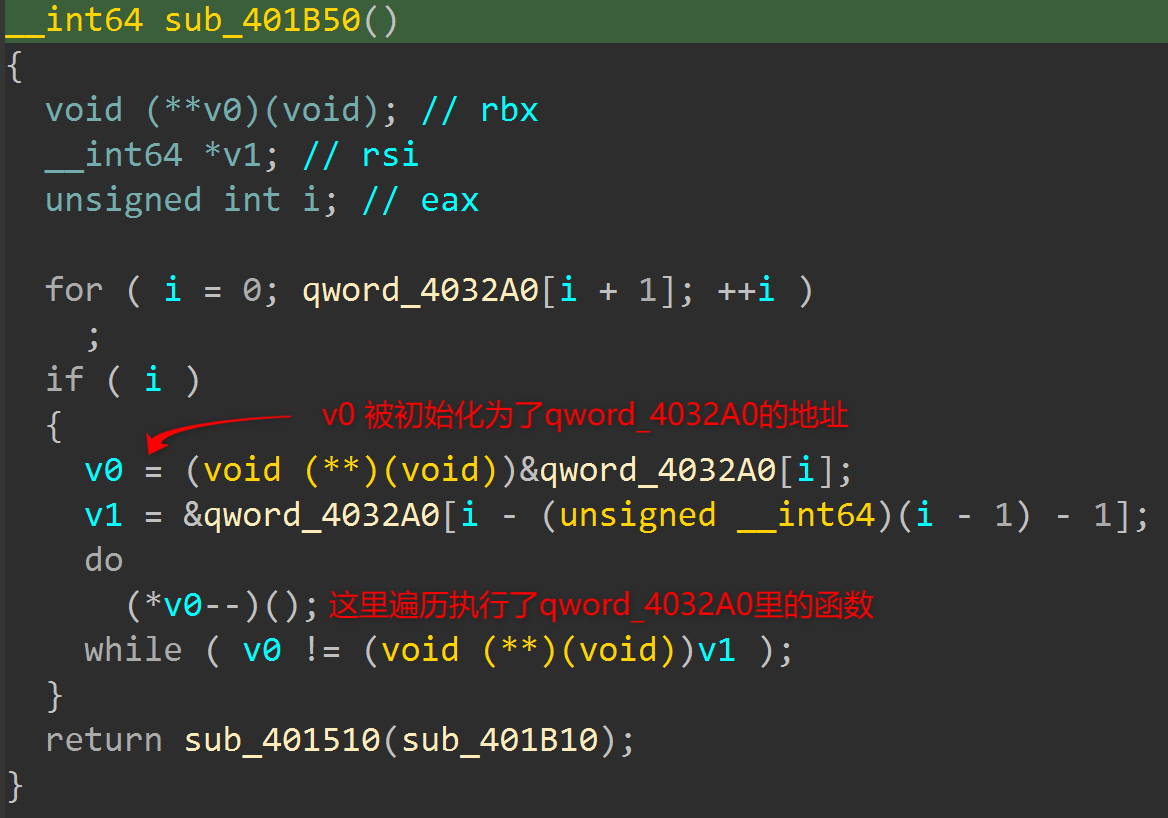 __int64 sub_401B50()
{
  void (**v0)(void); // rbx
  __int64 *v1; // rsi
  unsigned int i; // eax

  for ( i = 0; qword_4032A0[i + 1]; ++i )
    ;
  if ( i )
  {
v0 被初始化为了qword_4032A0的地址
    v0 = (void (**)(void))&qword_4032A0[i];
    v1 = &qword_4032A0[i - (unsigned __int64)(i - 1) - 1];
    do
      (*v0--)(); 这里遍历执行了qword_4032A0里的函数
    while ( v0 != (void (**)(void))v1 );
  }
  return sub_401510(sub_401B10);
}